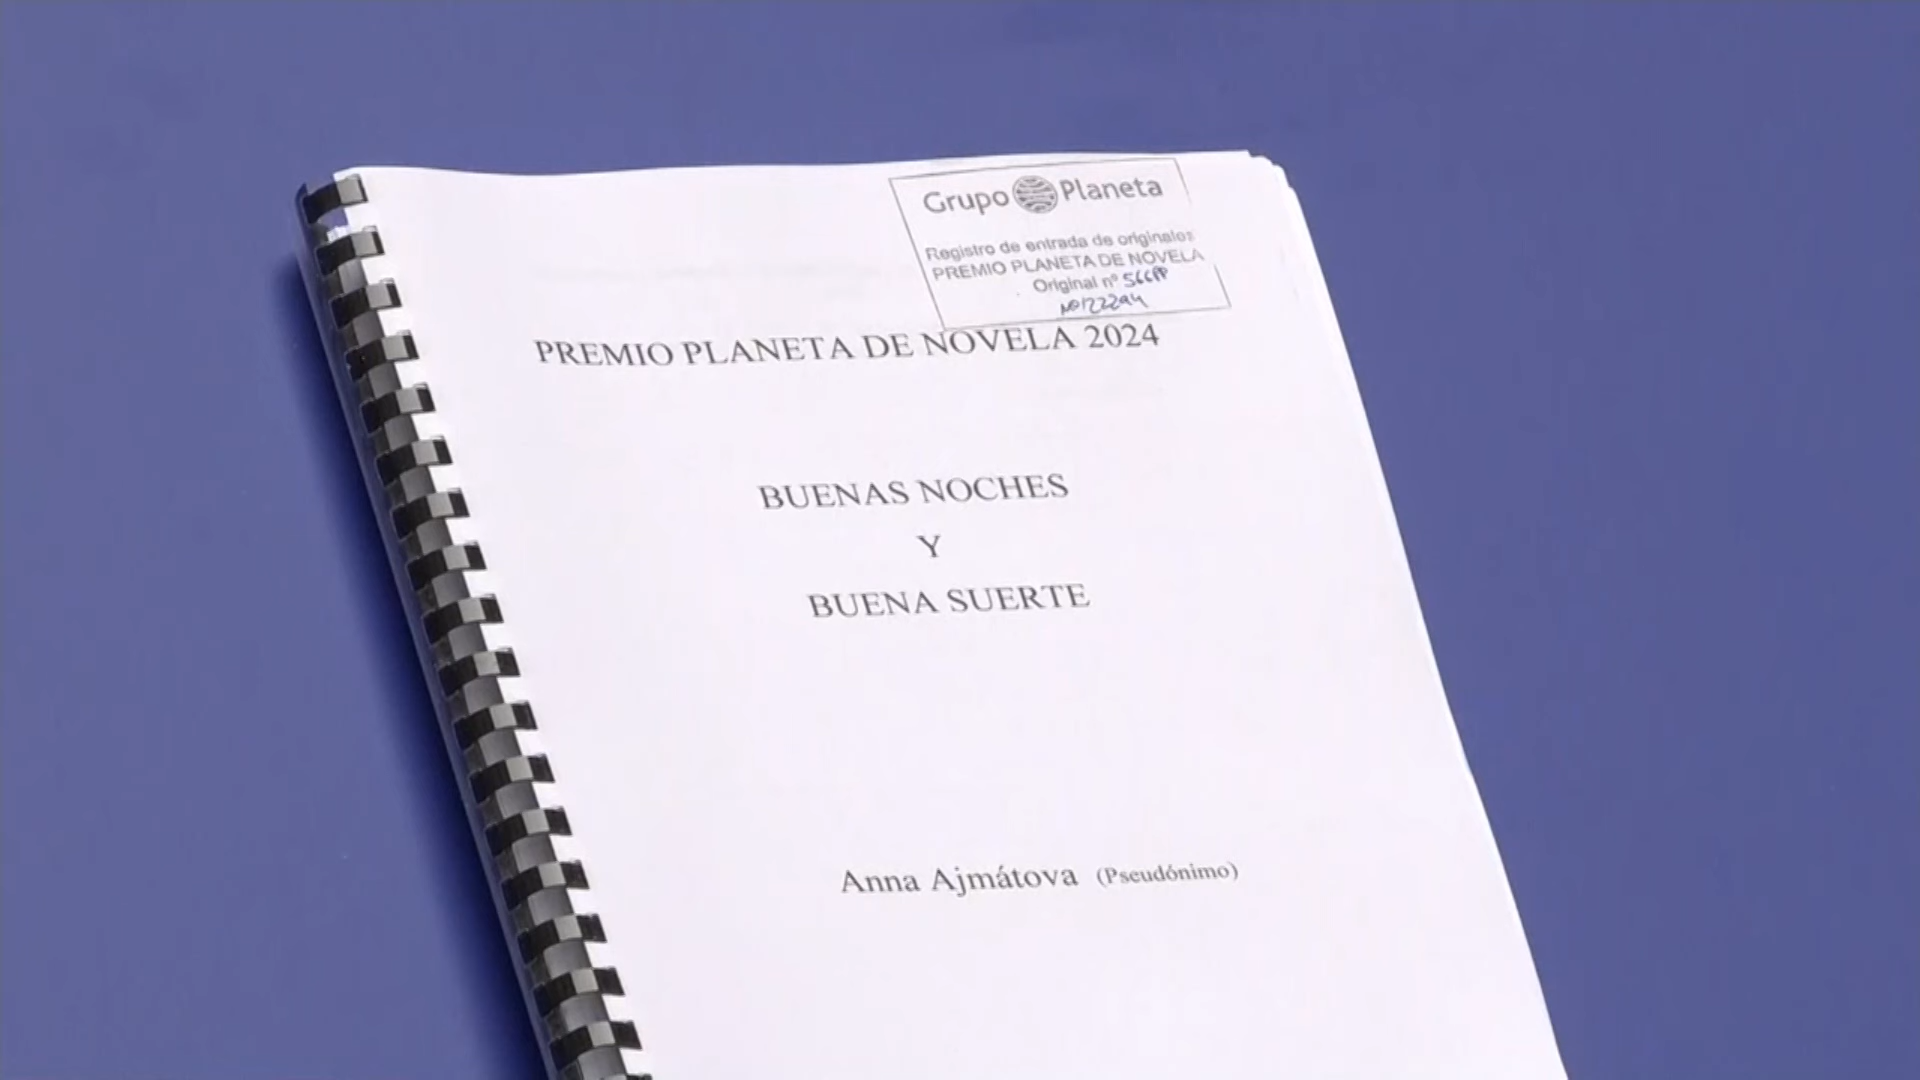 Grupo Planeta
Registro de entrada de originales
PREMIO PLANETA DE NOVELA
Original nº 566PP
PREMIO PLANETA DE NOVELA 2024
BUENAS NOCHES
Y
BUENA SUERTE
Anna Ajmátova (Pseudónimo)